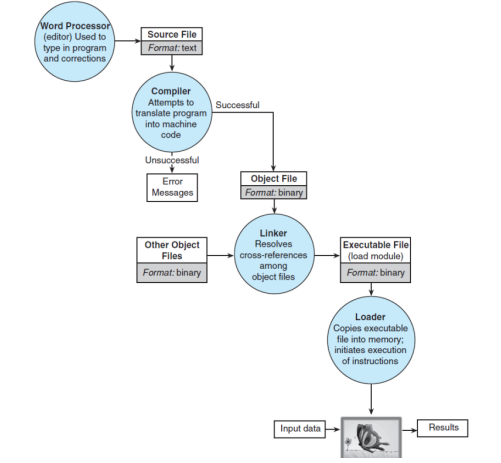 Word Processor
(editor) Used to
type in program
and corrections
Source File
Format: text
Compiler
Attempts to
translate program
into machine
code
Successful
Unsuccessful
Error
Messages
Object File
Format: binary
Other Object
Files
Format: binary
Linker
Resolves
cross-references
among
object files
Executable File
(load module)
Format: binary
Loader
Copies executable
file into memory;
initiates execution
of instructions
Input data
Results